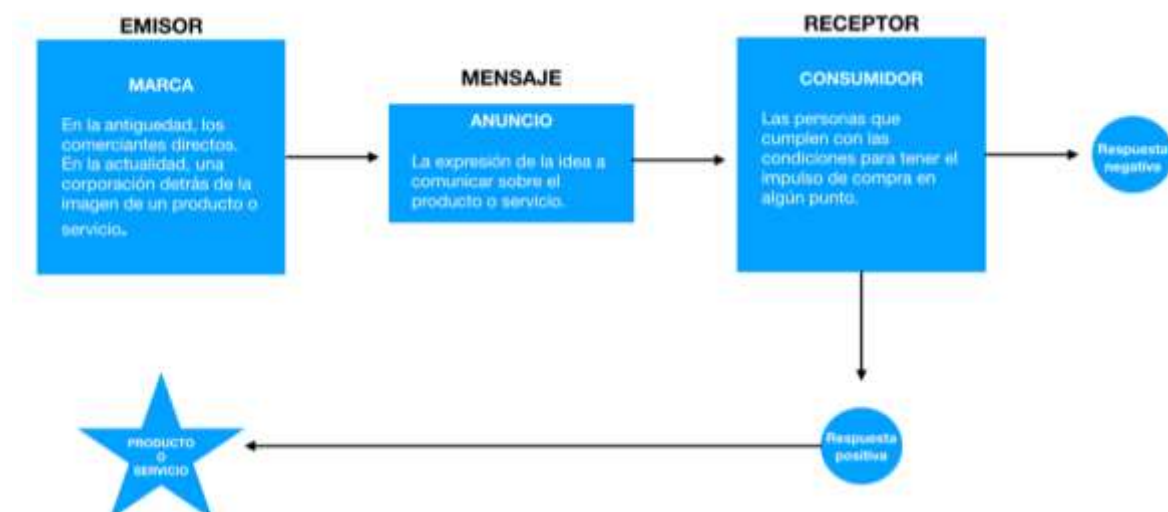 EMISOR
MARCA
En la antiguedad, los
comerciantes directos.
En la actualidad, una
corporación detrás de la
imagen de un producto o
servicio.
MENSAJE
ANUNCIO
La expresión de la idea a
comunicar sobre el
producto o servicio.
RECEPTOR
CONSUMIDOR
Las personas que
cumplen con las
condiciones para tener el
impulso de compra en
algún punto.
Respuesta
negativa
Respuesta
positiva
PRODUCTO
O
SERVICIO